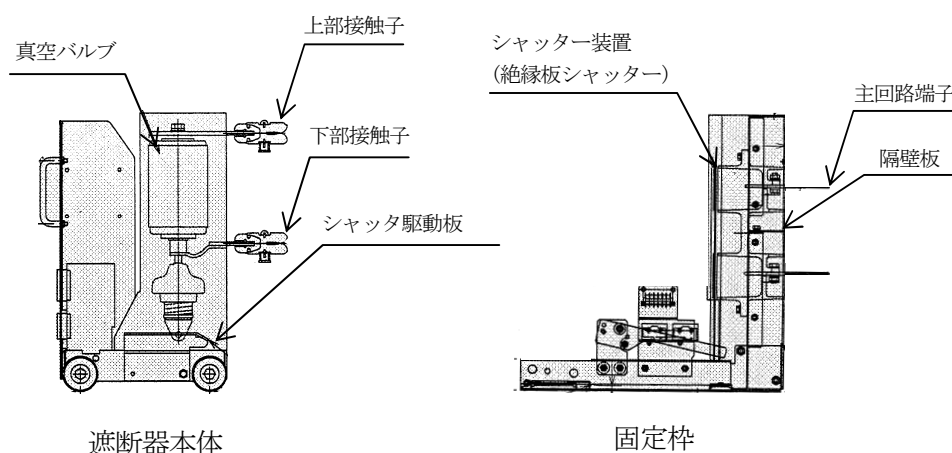 真空バルブ
上部接触子
下部接触子
シャッタ駆動板
遮断器本体
シャッター装置
(絶縁板シャッター)
主回路端子
隔壁板
固定枠